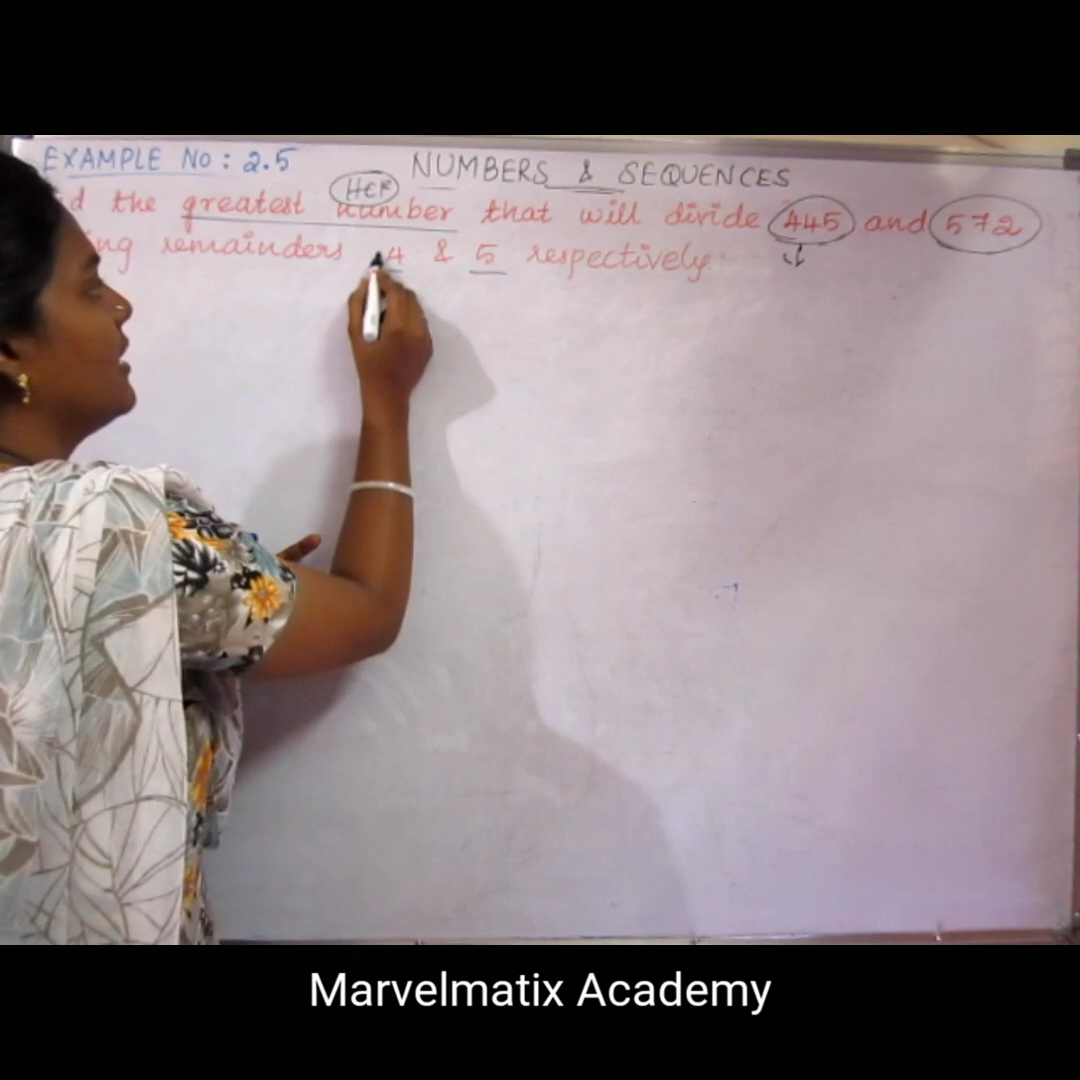 EXAMPLE NO : 2.5
NUMBERS & SEQUENCES
HCF
d the greatest number that will divide 445 and 572
ing remainders 4 & 5 respectively.
Marvelmatix Academy